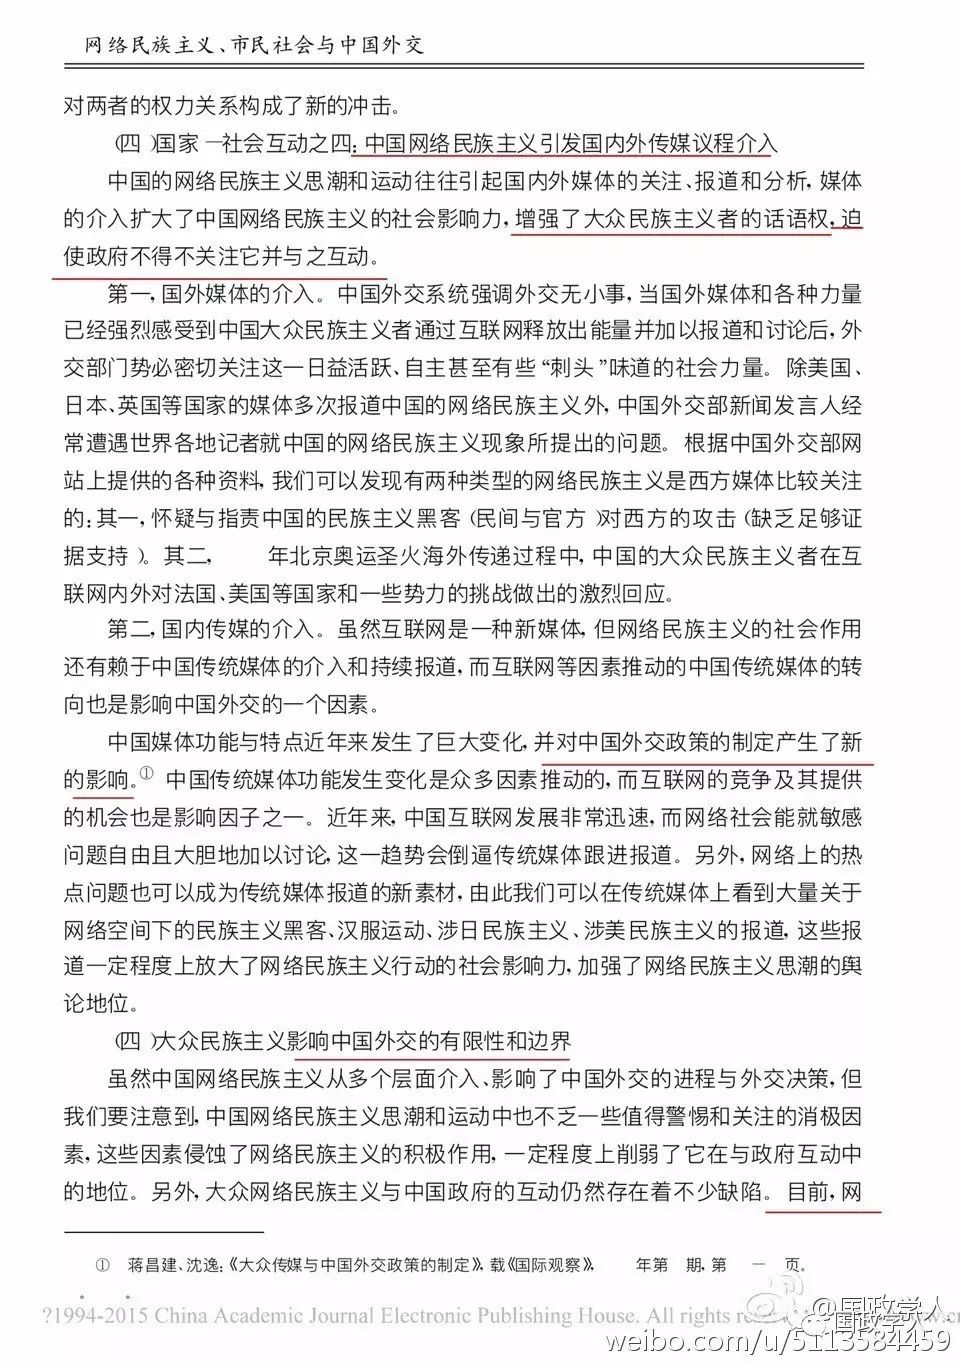 网络民族主义、市民社会与中国外交
对两者的权力关系构成了新的冲击。
(四)国家—社会互动之四:中国网络民族主义引发国内外传媒议程介入
中国的网络民族主义思潮和运动往往引起国内外媒体的关注、报道和分析,媒体
的介入扩大了中国网络民族主义的社会影响力,增强了大众民族主义者的话语权,迫
使政府不得不关注它并与之互动。
第一,国外媒体的介入。中国外交系统强调外交无小事,当国外媒体和各种力量
已经强烈感受到中国大众民族主义者通过互联网释放出能量并加以报道和讨论后,外
交部门势必密切关注这一日益活跃、自主甚至有些“刺头”味道的社会力量。除美国、
日本、英国等国家的媒体多次报道中国的网络民族主义外,中国外交部新闻发言人经
常遭遇世界各地记者就中国的网络民族主义现象所提出的问题。根据中国外交部网
站上提供的各种资料,我们可以发现有两种类型的网络民族主义是西方媒体比较关注
的:其一,怀疑与指责中国的民族主义黑客(民间与官方)对西方的攻击(缺乏足够证
据支持)。其二, 年北京奥运圣火海外传递过程中,中国的大众民族主义者在互
联网内外对法国、美国等国家和一些势力的挑战做出的激烈回应。
第二,国内传媒的介入。虽然互联网是一种新媒体,但网络民族主义的社会作用
还有赖于中国传统媒体的介入和持续报道,而互联网等因素推动的中国传统媒体的转
向也是影响中国外交的一个因素。
中国媒体功能与特点近年来发生了巨大变化,并对中国外交政策的制定产生了新
的影响。① 中国传统媒体功能发生变化是众多因素推动的,而互联网的竞争及其提供
的机会也是影响因子之一。近年来,中国互联网发展非常迅速,而网络社会能就敏感
问题自由且大胆地加以讨论,这一趋势会倒逼传统媒体跟进报道。另外,网络上的热
点问题也可以成为传统媒体报道的新素材,由此我们可以在传统媒体上看到大量关于
网络空间下的民族主义黑客、汉服运动、涉日民族主义、涉美民族主义的报道,这些报
道一定程度上放大了网络民族主义行动的社会影响力,加强了网络民族主义思潮的舆
论地位。
(四)大众民族主义影响中国外交的有限性和边界
虽然中国网络民族主义从多个层面介入、影响了中国外交的进程与外交决策,但
我们要注意到,中国网络民族主义思潮和运动中也不乏一些值得警惕和关注的消极因
素,这些因素侵蚀了网络民族主义的积极作用,一定程度上削弱了它在与政府互动中
的地位。另外,大众网络民族主义与中国政府的互动仍然存在着不少缺陷。目前,网
① 蒋昌建、沈逸:《大众传媒与中国外交政策的制定》,载《国际观察》, 年第 期,第 — 页。
?1994-2015 China Academic Journal Electronic Publishing House. All rights
@国政学人
国政学人
weibo.com/u/5113584459